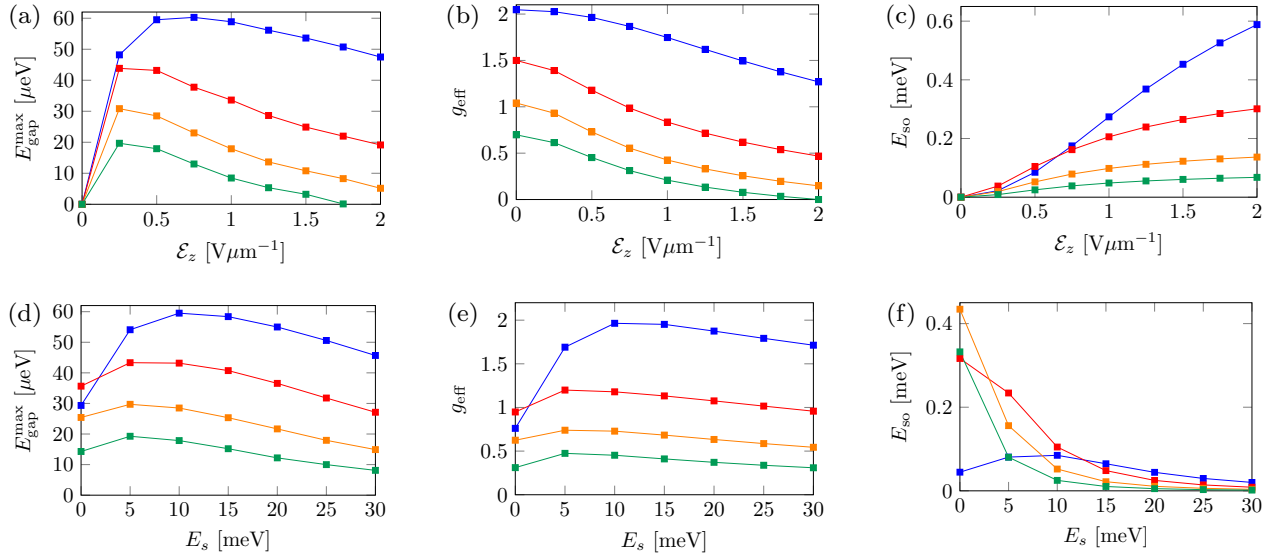 (a)
60
50
40
30
20
10
0
E_gap^max [μeV]
0 0.5 1 1.5 2
ℰ_z [Vμm⁻¹]
(b)
2
1.5
1
0.5
0
g_eff
0 0.5 1 1.5 2
ℰ_z [Vμm⁻¹]
(c)
0.6
0.4
0.2
0
E_so [meV]
0 0.5 1 1.5 2
ℰ_z [Vμm⁻¹]
(d)
60
50
40
30
20
10
0
E_gap^max [μeV]
0 5 10 15 20 25 30
E_s [meV]
(e)
2
1.5
1
0.5
0
g_eff
0 5 10 15 20 25 30
E_s [meV]
(f)
0.4
0.2
0
E_so [meV]
0 5 10 15 20 25 30
E_s [meV]